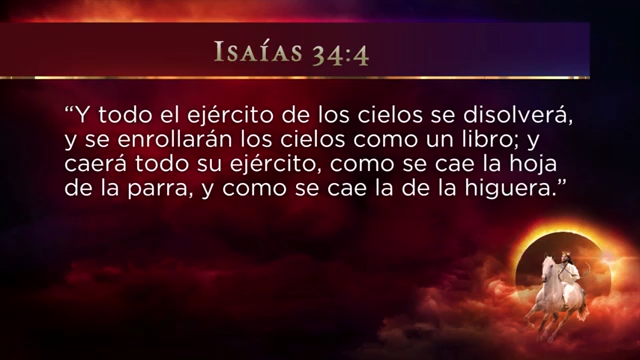 Isaías 34:4
“Y todo el ejército de los cielos se disolverá,
y se enrollarán los cielos como un libro; y
caerá todo su ejército, como se cae la hoja
de la parra, y como se cae la de la higuera.”